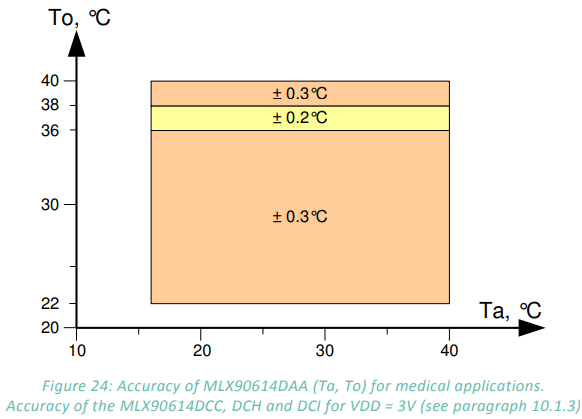 To, °C
40
± 0.3°C
38
± 0.2°C
36
30
± 0.3°C
22
Ta, °C
20
10
20
30
40
Figure 24: Accuracy of MLX90614DAA (Ta, To) for medical applications.
Accuracy of the MLX90614DCC, DCH and DCI for VDD = 3V (see paragraph 10.1.3)